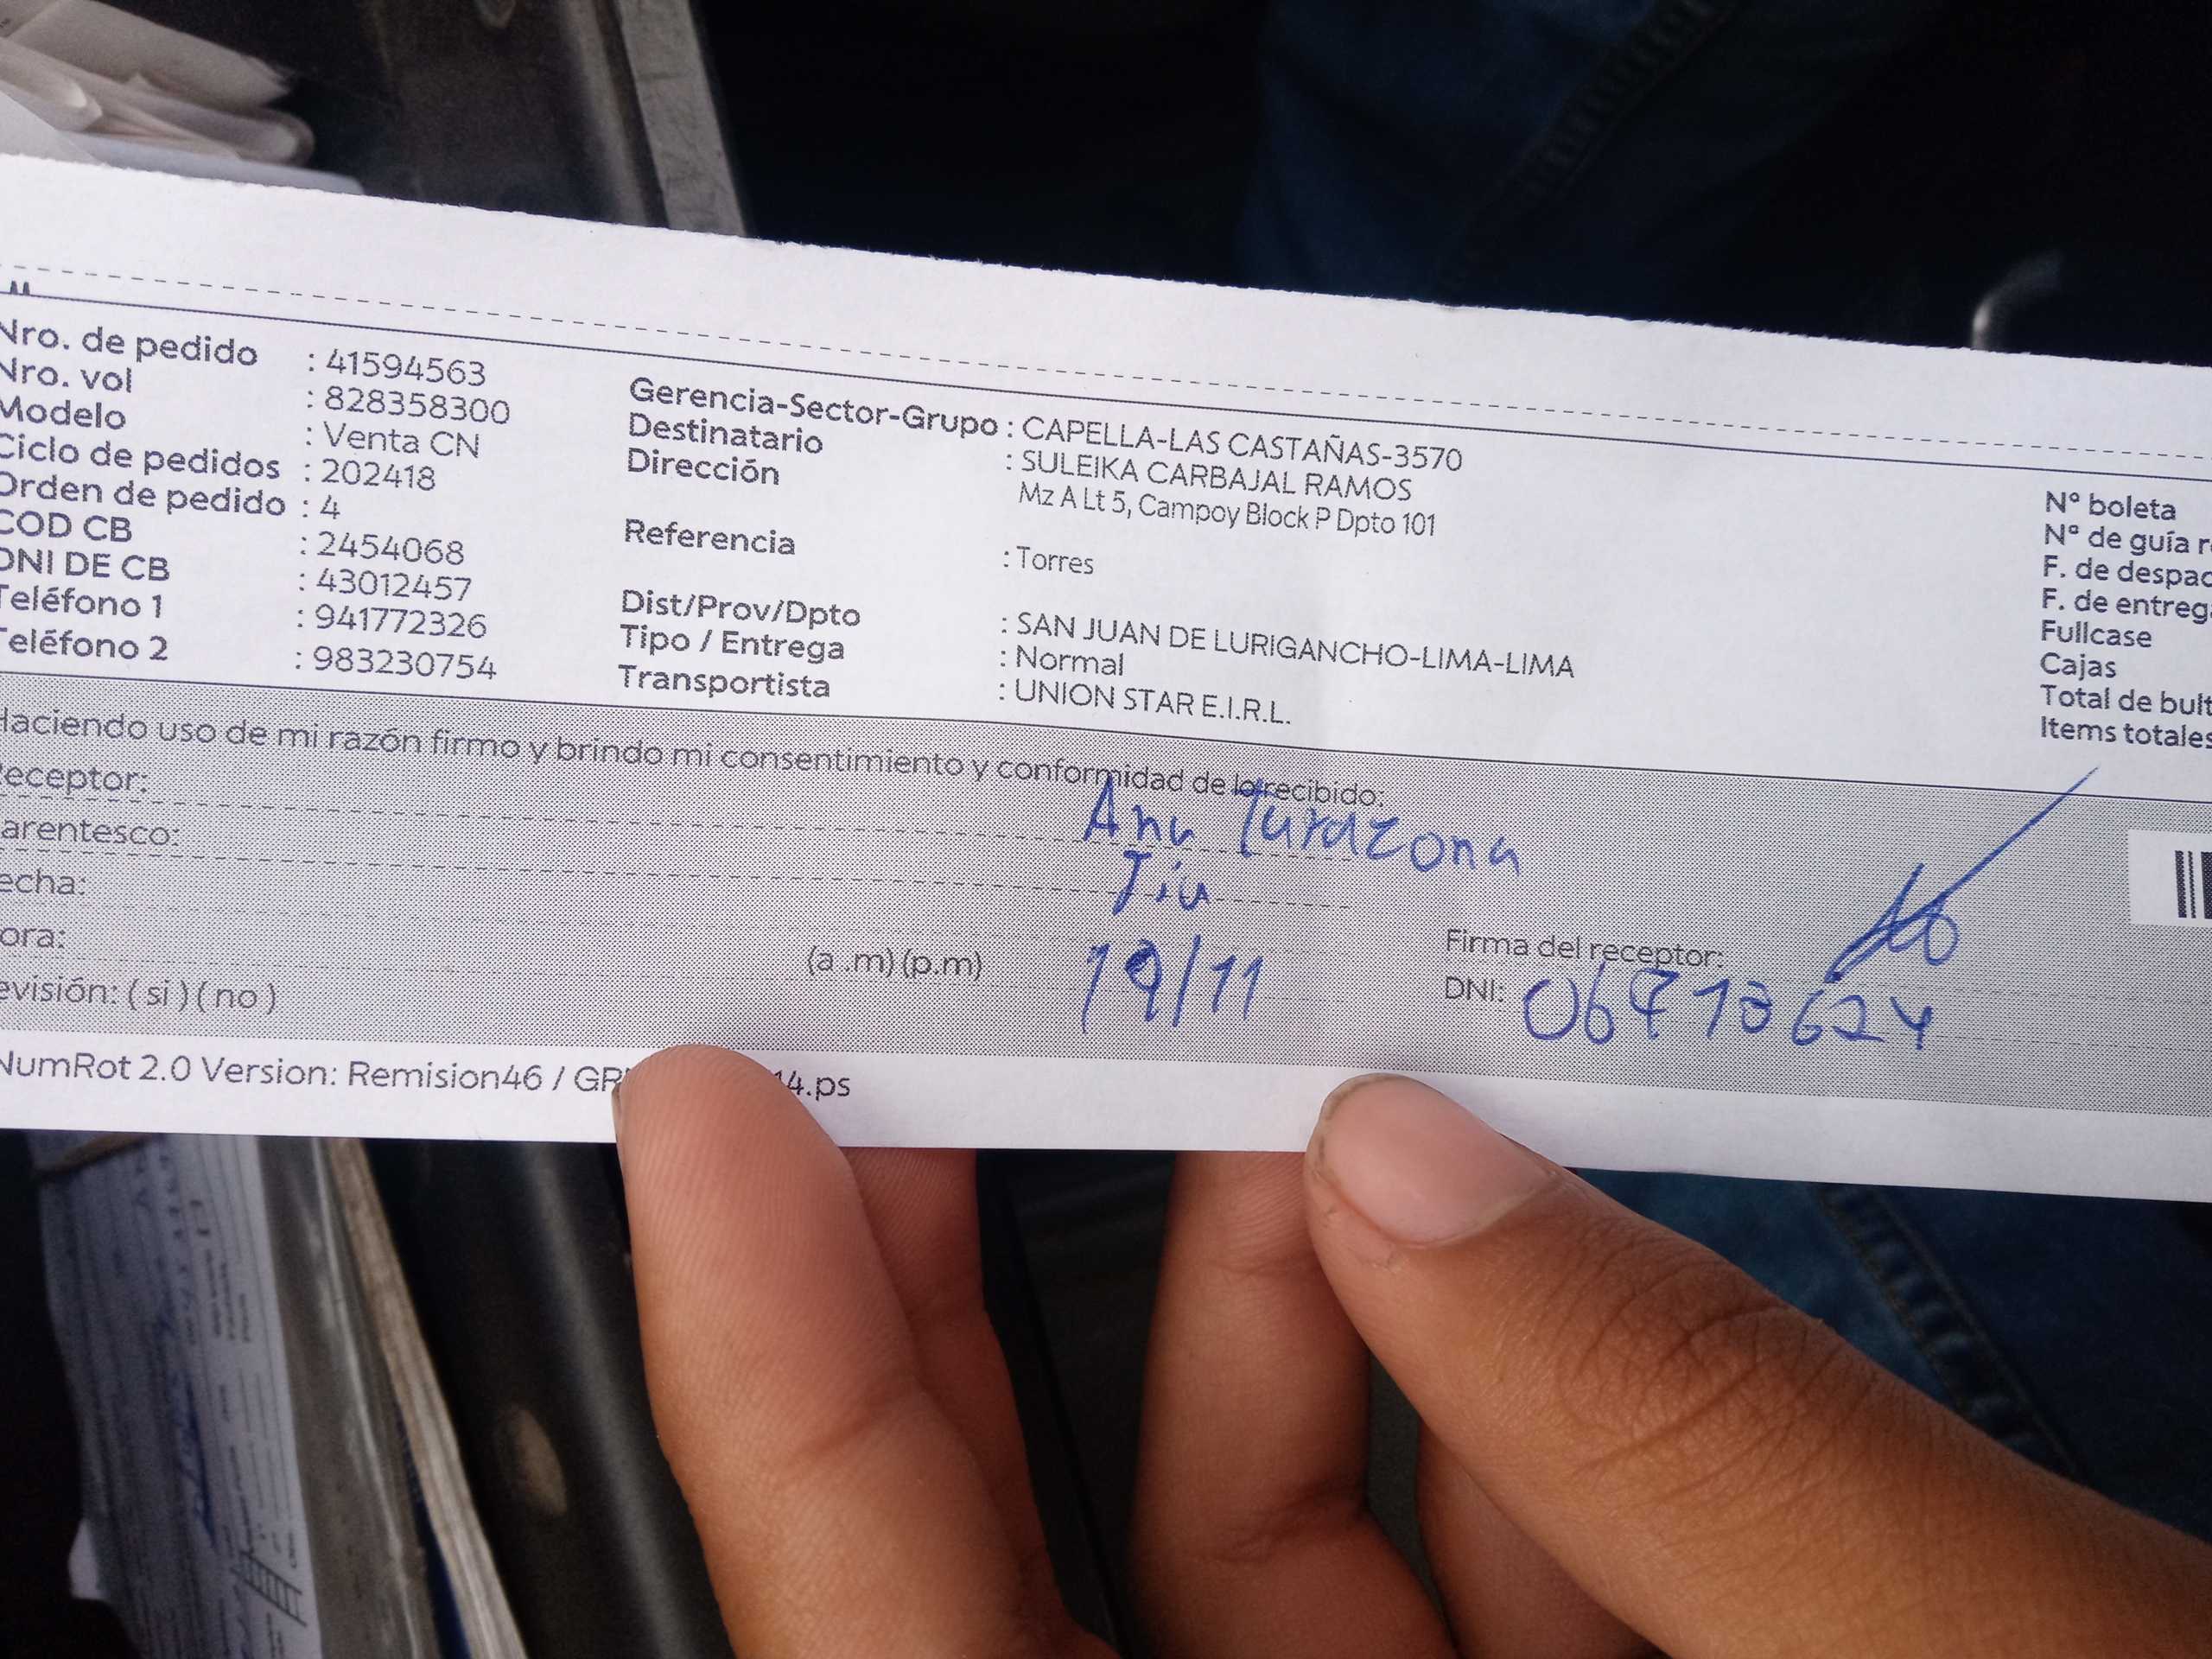 Nro. de pedido : 41594563
Nro. vol : 828358300
Modelo : Venta CN
Ciclo de pedidos : 202418
Orden de pedido : 4
COD CB : 2454068
DNI DE CB : 43012457
Teléfono 1 : 941772326
Teléfono 2 : 983230754
Gerencia-Sector-Grupo : CAPELLA-LAS CASTAÑAS-3570
Destinatario : SULEIKA CARBAJAL RAMOS
Dirección Mz A Lt 5, Campoy Block P Dpto 101
Referencia : Torres
Dist/Prov/Dpto : SAN JUAN DE LURIGANCHO-LIMA-LIMA
Tipo / Entrega : Normal
Transportista : UNION STAR E.I.R.L.
N° boleta
N° de guía r
F. de despac
F. de entreg
Fullcase
Cajas
Total de bult
Items totales
Haciendo uso de mi razón firmo y brindo mi consentimiento y conformidad de lo recibido:
Receptor: Ana Tarazona
arentesco: Tia
echa: 19/11
ora: (a .m) (p.m)
evisión: ( si ) ( no )
Firma del receptor:
DNI:
NumRot 2.0 Version: Remision46 / GR 14.ps